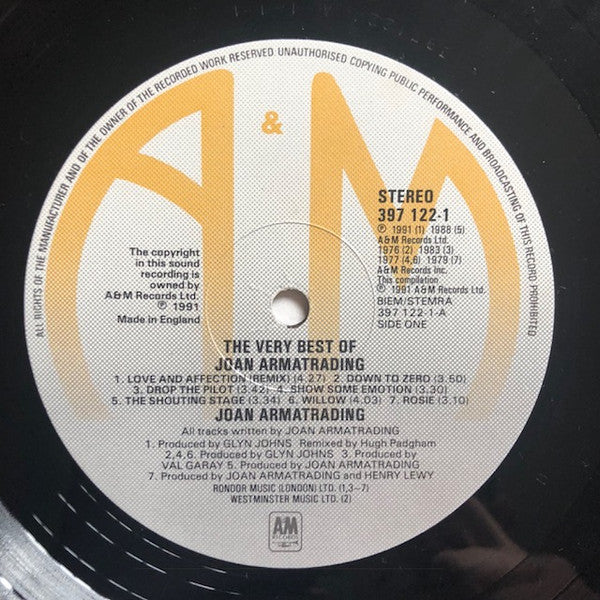 ALL RIGHTS OF THE MANUFACTURER AND OF THE OWNER OF THE RECORDED WORK RESERVED UNAUTHORISED COPYING PUBLIC PERFORMANCE AND BROADCASTING OF THIS RECORD PROHIBITED
A & M
STEREO
397 122-1
℗ 1991 (1) 1988 (5)
A&M Records Ltd.
1976 (2) 1983 (3)
1977 (4,6) 1979 (7)
A&M Records Inc.
This compilation
℗ 1991 A&M Records Ltd.
BIEM/STEMRA
397 122-1-A
SIDE ONE
The copyright
in this sound
recording is
owned by
A&M Records Ltd.
℗ 1991
Made in England
THE VERY BEST OF
JOAN ARMATRADING
1. LOVE AND AFFECTION (REMIX) (4.27) 2. DOWN TO ZERO (3.50)
3. DROP THE PILOT (3.42) 4. SHOW SOME EMOTION (3.30)
5. THE SHOUTING STAGE (3.34) 6. WILLOW (4.03) 7. ROSIE (3.10)
JOAN ARMATRADING
All tracks written by JOAN ARMATRADING
1. Produced by GLYN JOHNS Remixed by Hugh Padgham
2,4,6. Produced by GLYN JOHNS 3. Produced by
VAL GARAY 5. Produced by JOAN ARMATRADING
7. Produced by JOAN ARMATRADING and HENRY LEWY
RONDOR MUSIC (LONDON) LTD. (1,3-7)
WESTMINSTER MUSIC LTD. (2)
AM
RECORDS